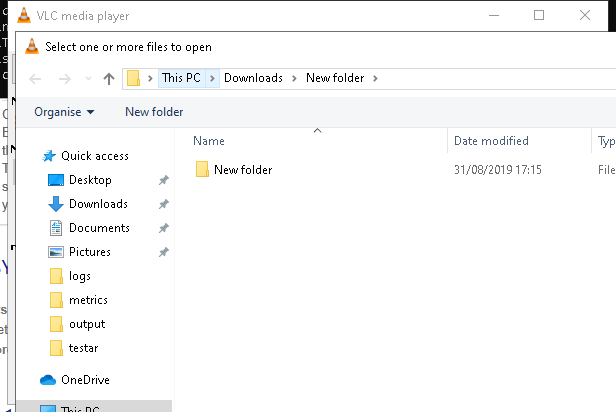 VLC media player
Select one or more files to open
This PC > Downloads > New folder >
Organise New folder
Name Date modified Typ
Quick access
New folder 31/08/2019 17:15 File
Desktop
Downloads
Documents
Pictures
logs
metrics
output
testar
OneDrive
This PC